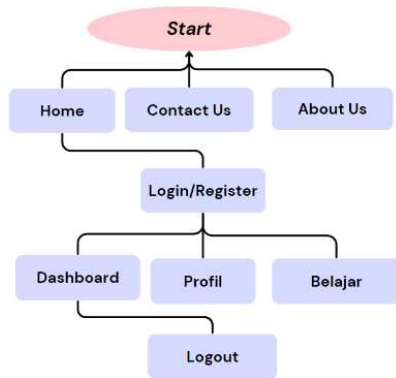 Start
Home
Contact Us
About Us
Login/Register
Dashboard
Profil
Belajar
Logout